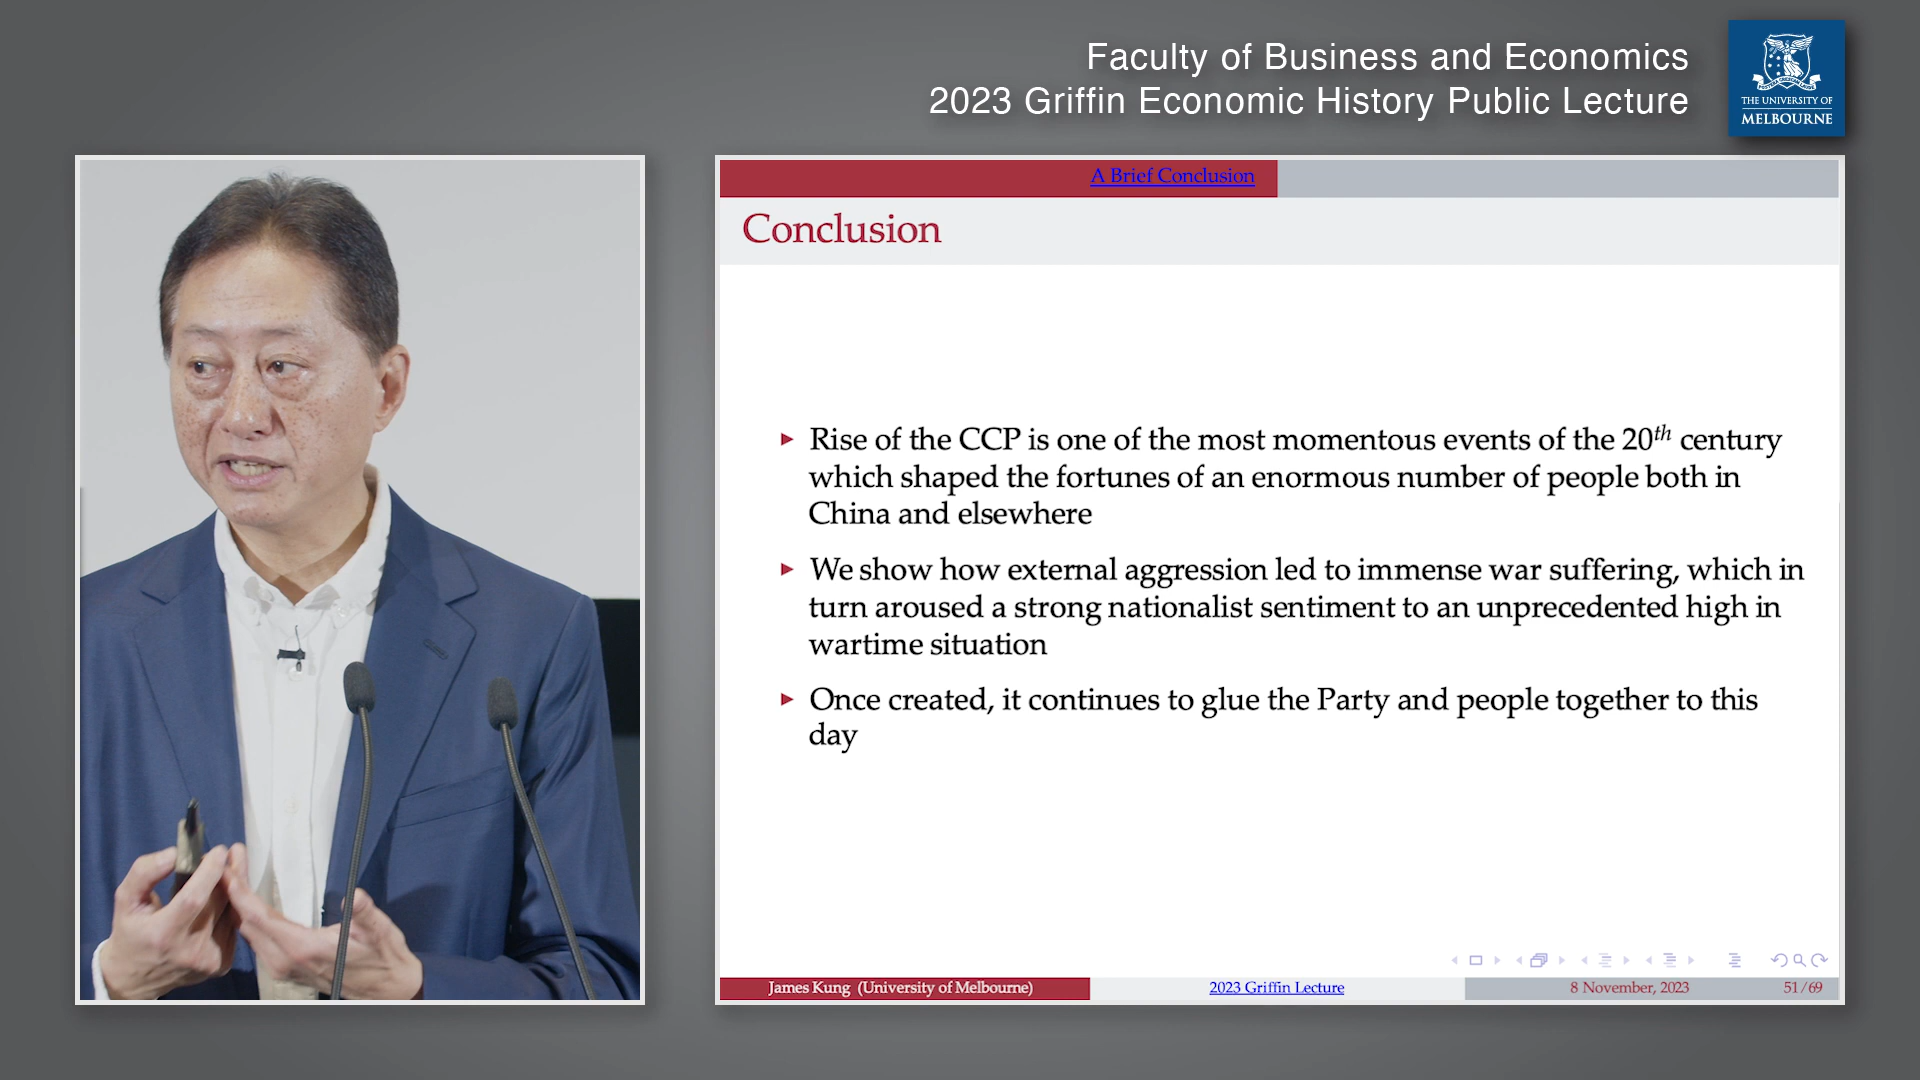 Faculty of Business and Economics
2023 Griffin Economic History Public Lecture
THE UNIVERSITY OF
MELBOURNE
A Brief Conclusion
Conclusion
Rise of the CCP is one of the most momentous events of the 20th century
which shaped the fortunes of an enormous number of people both in
China and elsewhere
We show how external aggression led to immense war suffering, which in
turn aroused a strong nationalist sentiment to an unprecedented high in
wartime situation
Once created, it continues to glue the Party and people together to this
day
James Kung (University of Melbourne)
2023 Griffin Lecture
8 November, 2023
51/69